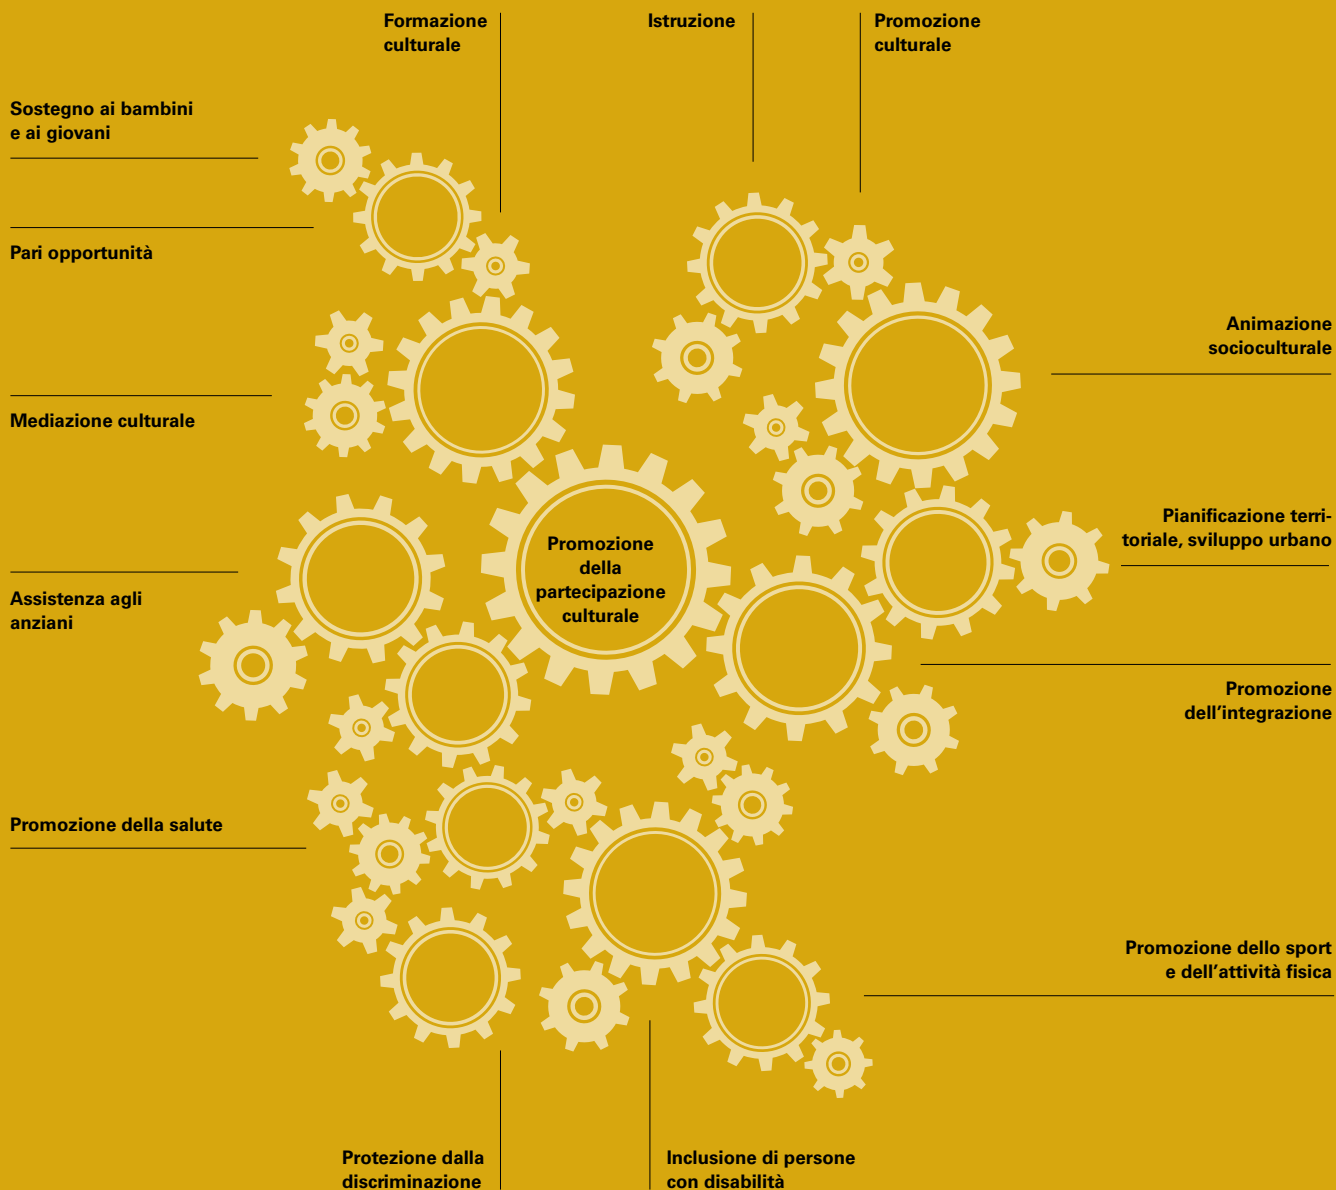 Formazione
culturale
Istruzione
Promozione
culturale
Sostegno ai bambini
e ai giovani
Pari opportunità
Animazione
socioculturale
Mediazione culturale
Pianificazione terri-
toriale, sviluppo urbano
Promozione
della
partecipazione
culturale
Assistenza agli
anziani
Promozione
dell'integrazione
Promozione della salute
Promozione dello sport
e dell'attività fisica
Protezione dalla
discriminazione
Inclusione di persone
con disabilità